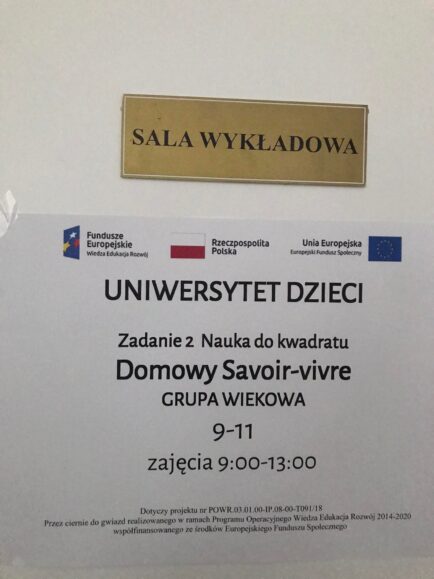 SALA WYKŁADOWA
Fundusze
Europejskie
Wiedza Edukacja Rozwój
Rzeczpospolita
Polska
Unia Europejska
Europejski Fundusz Społeczny
UNIWERSYTET DZIECI
Zadanie 2 Nauka do kwadratu
Domowy Savoir-vivre
GRUPA WIEKOWA
9-11
zajęcia 9:00-13:00
Dotyczy projektu nr POWR.03.01.00-IP.08-00-T091/18
Przez ciernie do gwiazd realizowanego w ramach Programu Operacyjnego Wiedza Edukacja Rozwój 2014-2020
współfinansowanego ze środków Europejskiego Funduszu Społecznego